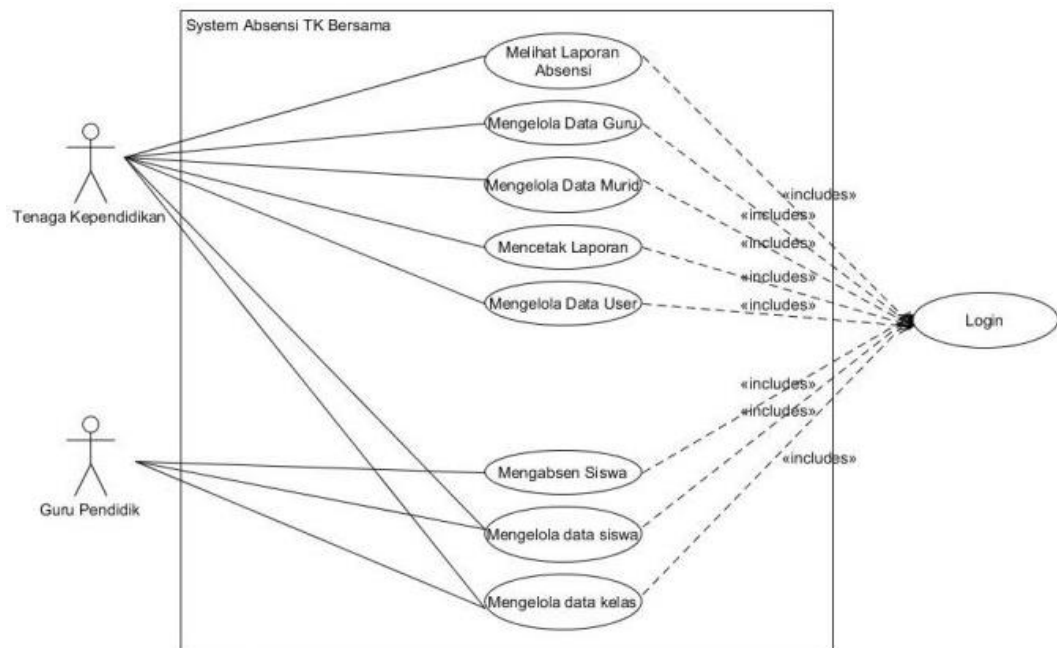 System Absensi TK Bersama
Melihat Laporan
Absensi
Mengelola Data Guru
Tenaga Kependidikan
Mengelola Data Murid
«includes»
«includes»
«includes»
Mencetak Laporan
«includes»
Mengelola Data User
«includes»
Login
«includes»
«includes»
Guru Pendidik
Mengabsen Siswa
«includes»
Mengelola data siswa
Mengelola data kelas